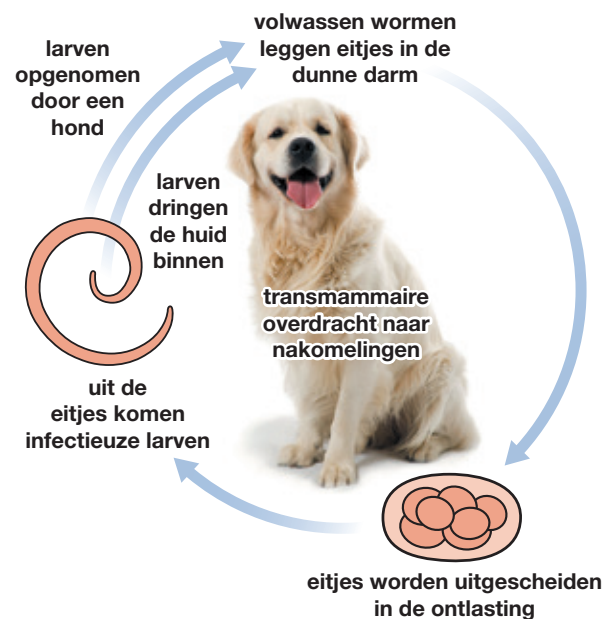 volwassen wormen
leggen eitjes in de
dunne darm
larven
opgenomen
door een
hond
larven
dringen
de huid
binnen
transmammaire
overdracht naar
nakomelingen
uit de
eitjes komen
infectieuze larven
eitjes worden uitgescheiden
in de ontlasting